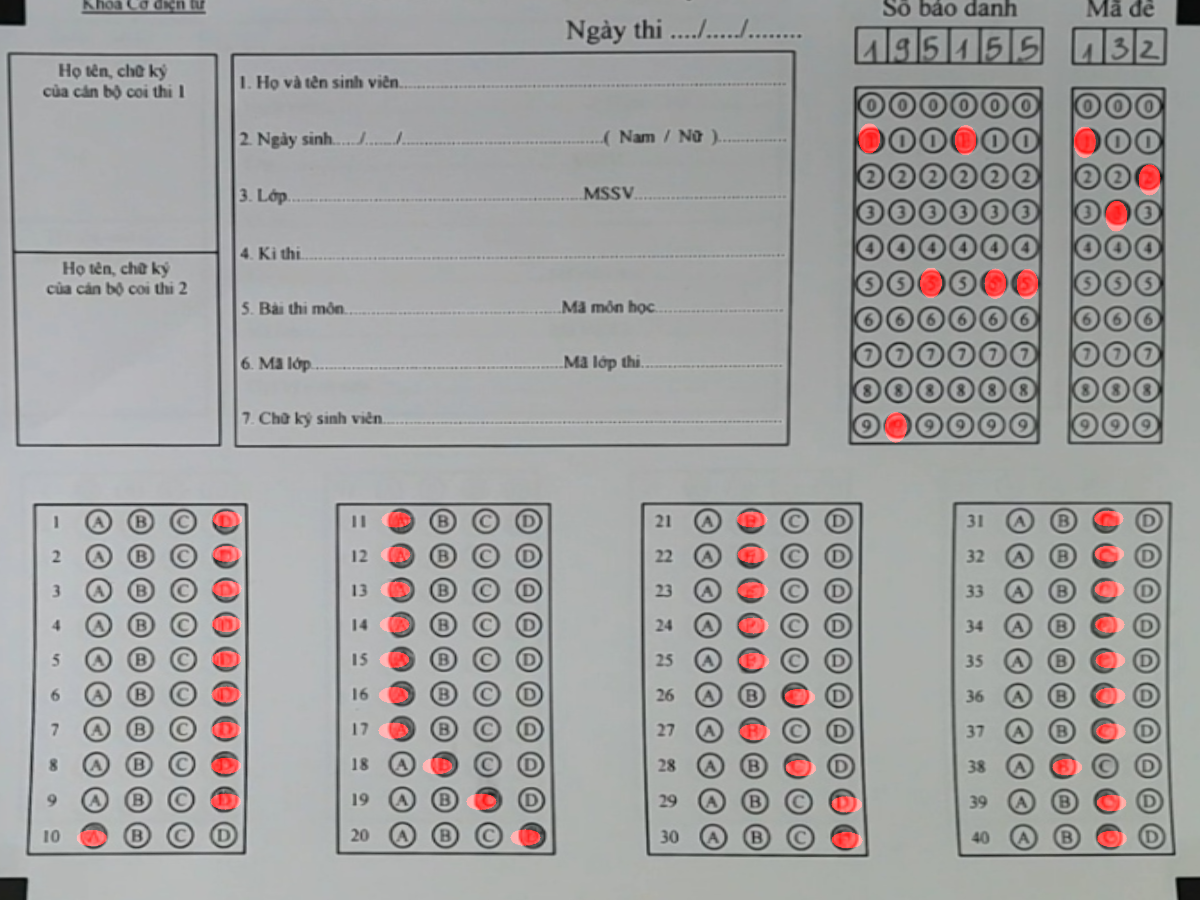 Khoa Cơ điện tử
Ngày thi ..../...../........
Số báo danh
1 9 5 1 5 5
Mã đề
1 3 2
Họ tên, chữ ký
của cán bộ coi thi 1
Họ tên, chữ ký
của cán bộ coi thi 2
1. Họ và tên sinh viên
2. Ngày sinh...../....../ ( Nam / Nữ )
3. Lớp MSSV
4. Kì thi
5. Bài thi môn Mã môn học
6. Mã lớp Mã lớp thi
7. Chữ ký sinh viên
0 0 0 0 0 0 0 0 0
1 1 1 1 1 1 1 1 1
2 2 2 2 2 2 2 2 2
3 3 3 3 3 3 3 3 3
4 4 4 4 4 4 4 4 4
5 5 5 5 5 5 5 5 5
6 6 6 6 6 6 6 6 6
7 7 7 7 7 7 7 7 7
8 8 8 8 8 8 8 8 8
9 9 9 9 9 9 9 9 9
1 A B C D
2 A B C D
3 A B C D
4 A B C D
5 A B C D
6 A B C D
7 A B C D
8 A B C D
9 A B C D
10 A B C D
11 A B C D
12 A B C D
13 A B C D
14 A B C D
15 A B C D
16 A B C D
17 A B C D
18 A B C D
19 A B C D
20 A B C D
21 A B C D
22 A B C D
23 A B C D
24 A B C D
25 A B C D
26 A B C D
27 A B C D
28 A B C D
29 A B C D
30 A B C D
31 A B C D
32 A B C D
33 A B C D
34 A B C D
35 A B C D
36 A B C D
37 A B C D
38 A B C D
39 A B C D
40 A B C D